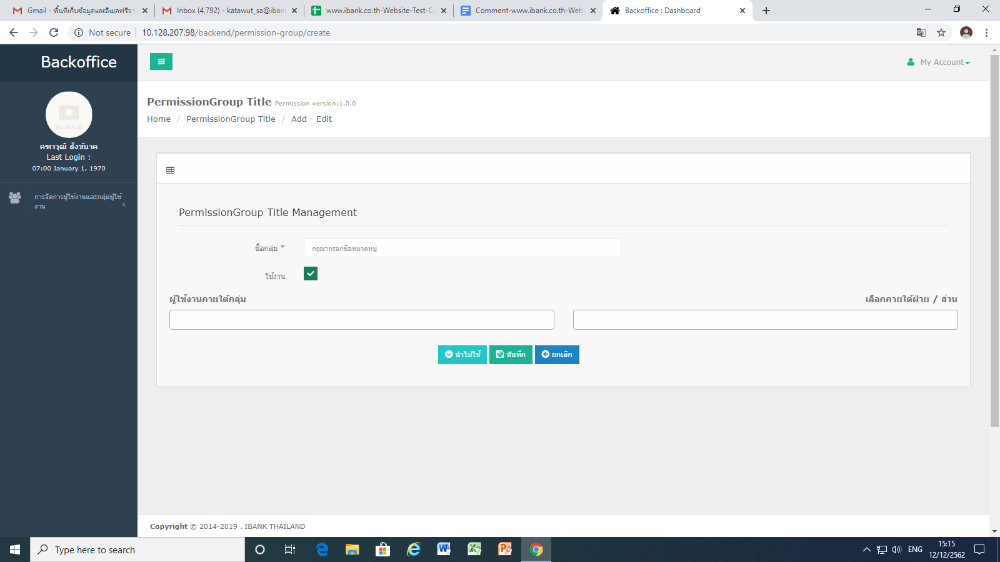 Gmail - พื้นที่เก็บข้อมูลและอีเมลฟรีจาก
Inbox (4,792) - katawut_sa@iban
www.ibank.co.th-Website-Test-Ca
Comment-www.ibank.co.th-Webs
Backoffice : Dashboard
Not secure
10.128.207.98/backend/permission-group/create
Backoffice
My Account
NO IMAGE
คฑาวุฒิ สังข์นาค
Last Login :
07:00 January 1, 1970
การจัดการผู้ใช้งานและกลุ่มผู้ใช้
งาน
PermissionGroup Title Permission version:1.0.0
Home / PermissionGroup Title / Add - Edit
PermissionGroup Title Management
ชื่อกลุ่ม *
กรุณากรอกชื่อหมวดหมู่
ใช้งาน
ผู้ใช้งานภายใต้กลุ่ม
เลือกภายใต้ฝ่าย / ส่วน
นำไปใช้
บันทึก
ยกเลิก
Copyright © 2014-2019 . IBANK THAILAND
Type here to search
ENG
15:15
12/12/2562